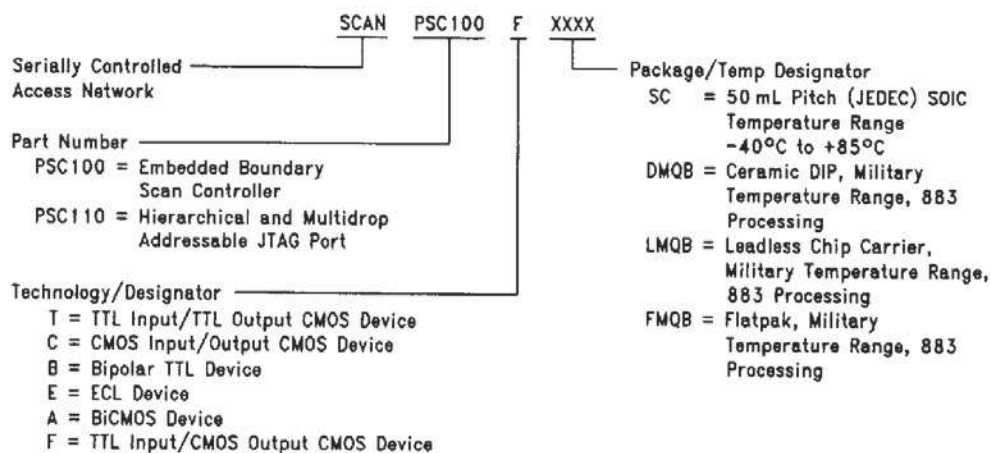 SCAN PSC100 F XXXX
Serially Controlled
Access Network
Part Number
PSC100 = Embedded Boundary
Scan Controller
PSC110 = Hierarchical and Multidrop
Addressable JTAG Port
Technology/Designator
T = TTL Input/TTL Output CMOS Device
C = CMOS Input/Output CMOS Device
B = Bipolar TTL Device
E = ECL Device
A = BiCMOS Device
F = TTL Input/CMOS Output CMOS Device
Package/Temp Designator
SC = 50 mL Pitch (JEDEC) SOIC
Temperature Range
-40°C to +85°C
DMQB = Ceramic DIP, Military
Temperature Range, 883
Processing
LMQB = Leadless Chip Carrier,
Military Temperature Range,
883 Processing
FMQB = Flatpak, Military
Temperature Range, 883
Processing